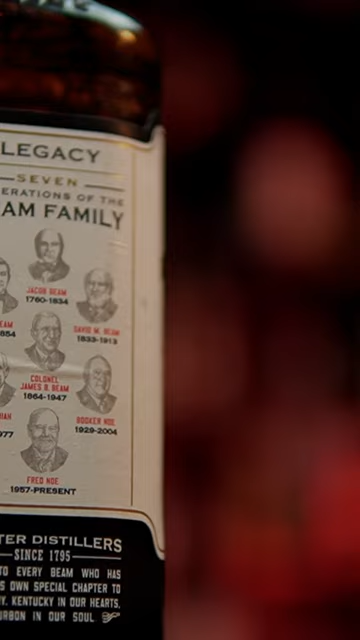 LEGACY
SEVEN
ERATIONS OF THE
AM FAMILY
JACOB BEAM
1760-1834
EAM
854
DAVID M. BEAM
1833-1913
COLONEL
JAMES B. BEAM
1864-1947
IAH
977
BOOKER NOE
1929-2004
FRED NOE
1957-PRESENT
TER DISTILLERS
SINCE 1795
TO EVERY BEAM WHO HAS
S OWN SPECIAL CHAPTER TO
Y. KENTUCKY IN OUR HEARTS,
URBON IN OUR SOUL